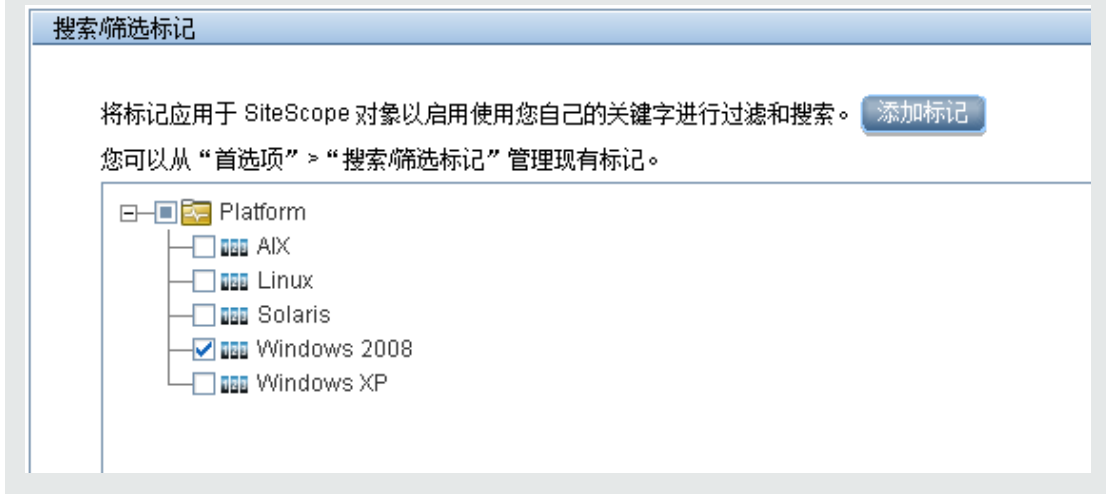 搜索/筛选标记
将标记应用于 SiteScope 对象以启用使用您自己的关键字进行过滤和搜索。 添加标记
您可以从“首选项”>“搜索/筛选标记”管理现有标记。
Platform
AIX
Linux
Solaris
Windows 2008
Windows XP